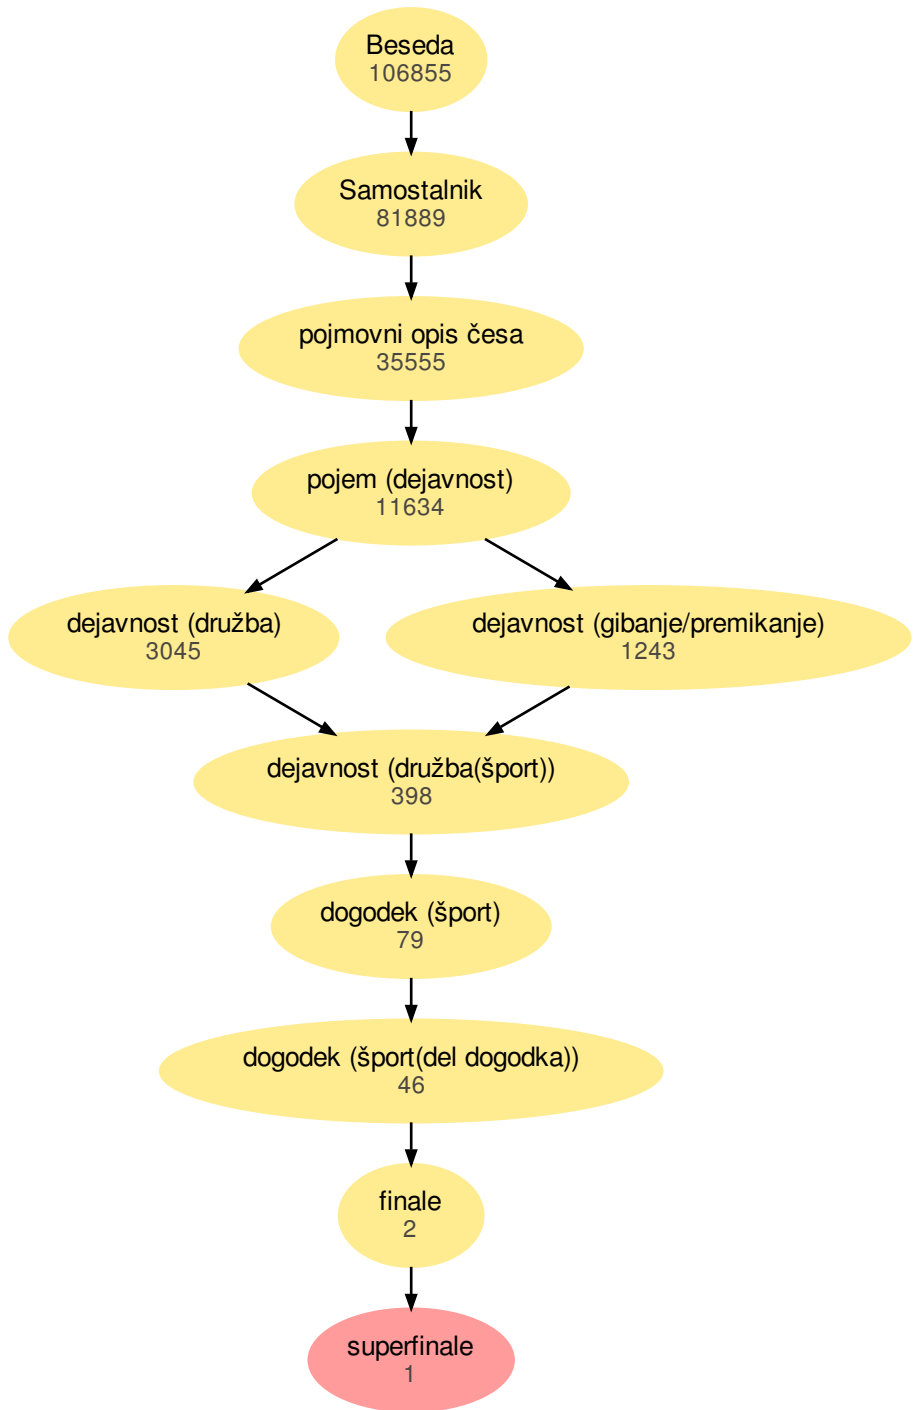 Beseda
106855
Samostalnik
81889
pojmovni opis česa
35555
pojem (dejavnost)
11634
dejavnost (družba)
3045
dejavnost (gibanje/premikanje)
1243
dejavnost (družba(šport))
398
dogodek (šport)
79
dogodek (šport(del dogodka))
46
finale
2
superfinale
1